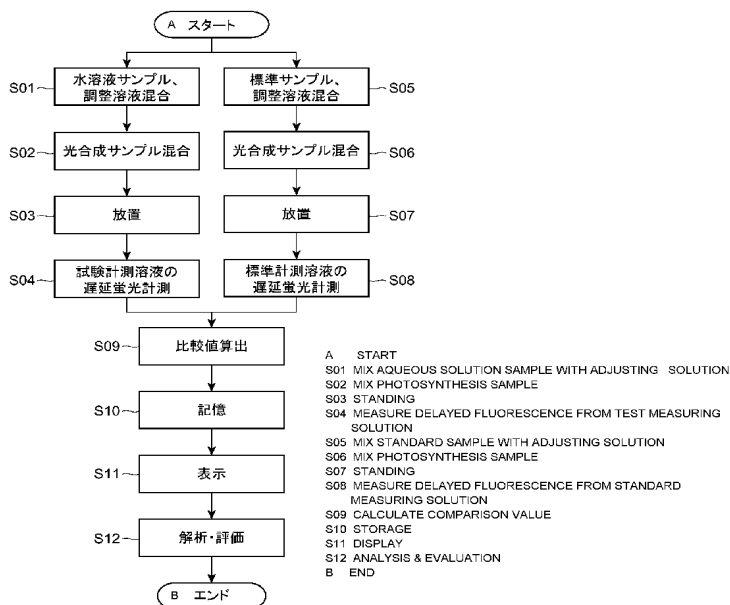 A スタート
S01
水溶液サンプル、
調整溶液混合
標準サンプル、
調整溶液混合
S05
S02
光合成サンプル混合
光合成サンプル混合
S06
S03
放置
放置
S07
S04
試験計測溶液の
遅延蛍光計測
標準計測溶液の
遅延蛍光計測
S08
S09
比較値算出
S10
記憶
S11
表示
S12
解析・評価
B エンド
A START
S01 MIX AQUEOUS SOLUTION SAMPLE WITH ADJUSTING SOLUTION
S02 MIX PHOTOSYNTHESIS SAMPLE
S03 STANDING
S04 MEASURE DELAYED FLUORESCENCE FROM TEST MEASURING
SOLUTION
S05 MIX STANDARD SAMPLE WITH ADJUSTING SOLUTION
S06 MIX PHOTOSYNTHESIS SAMPLE
S07 STANDING
S08 MEASURE DELAYED FLUORESCENCE FROM STANDARD
MEASURING SOLUTION
S09 CALCULATE COMPARISON VALUE
S10 STORAGE
S11 DISPLAY
S12 ANALYSIS & EVALUATION
B END